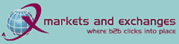 markets and exchanges
where b2b clicks into place